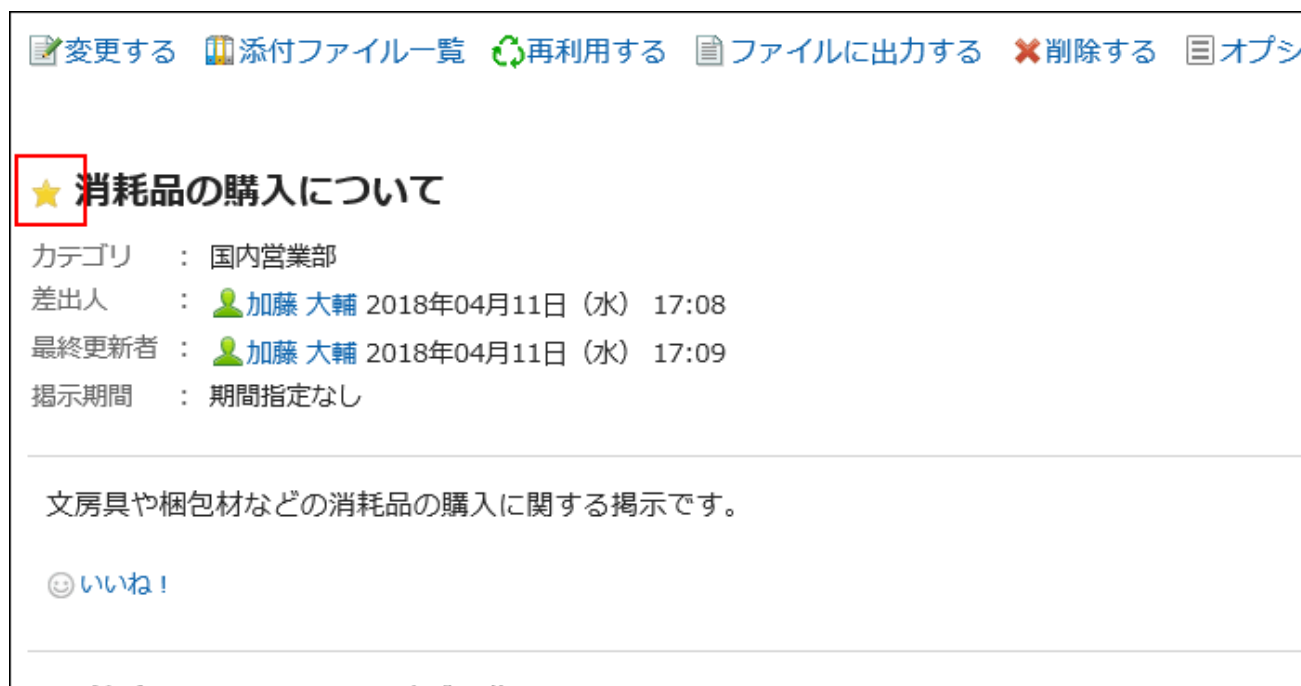 変更する 添付ファイル一覧 再利用する ファイルに出力する 削除する オプシ
消耗品の購入について
カテゴリ : 国内営業部
差出人 : 加藤 大輔 2018年04月11日（水） 17:08
最終更新者 : 加藤 大輔 2018年04月11日（水） 17:09
掲示期間 : 期間指定なし
文房具や梱包材などの消耗品の購入に関する掲示です。
いいね！